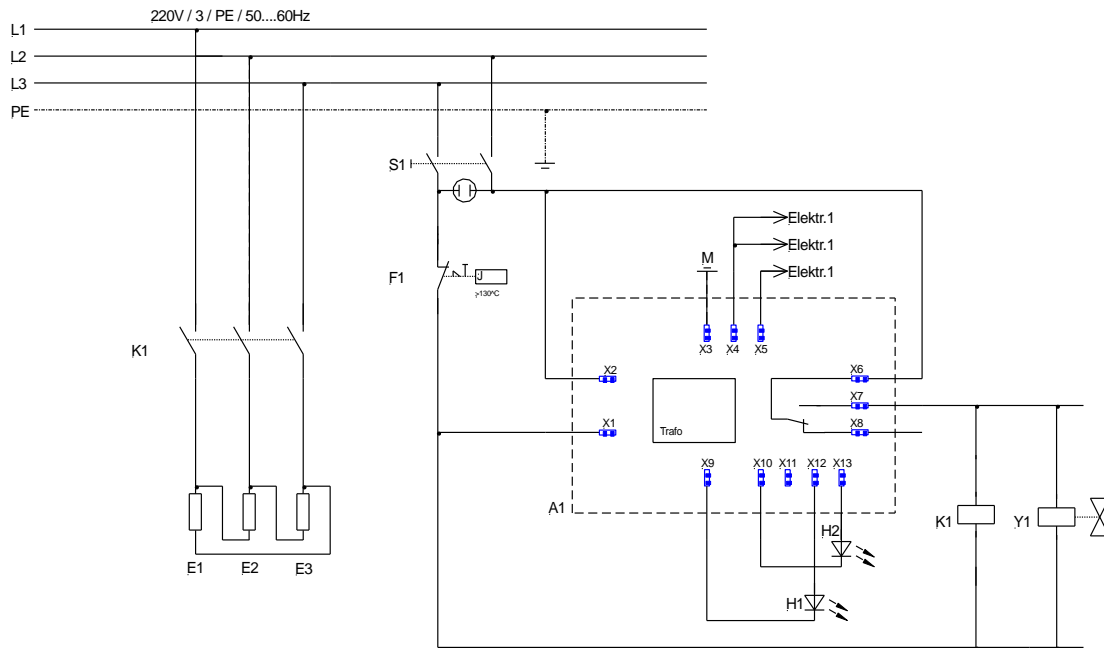 220V / 3 / PE / 50....60Hz
L1
L2
L3
PE
S1
Elektr.1
Elektr.1
M
Elektr.1
F1
T
J
>130°C
K1
X3 X4 X5
X2
X6
X7
X1
X8
Trafo
X9 X10 X11 X12 X13
A1
H2
K1
Y1
E1 E2 E3
H1